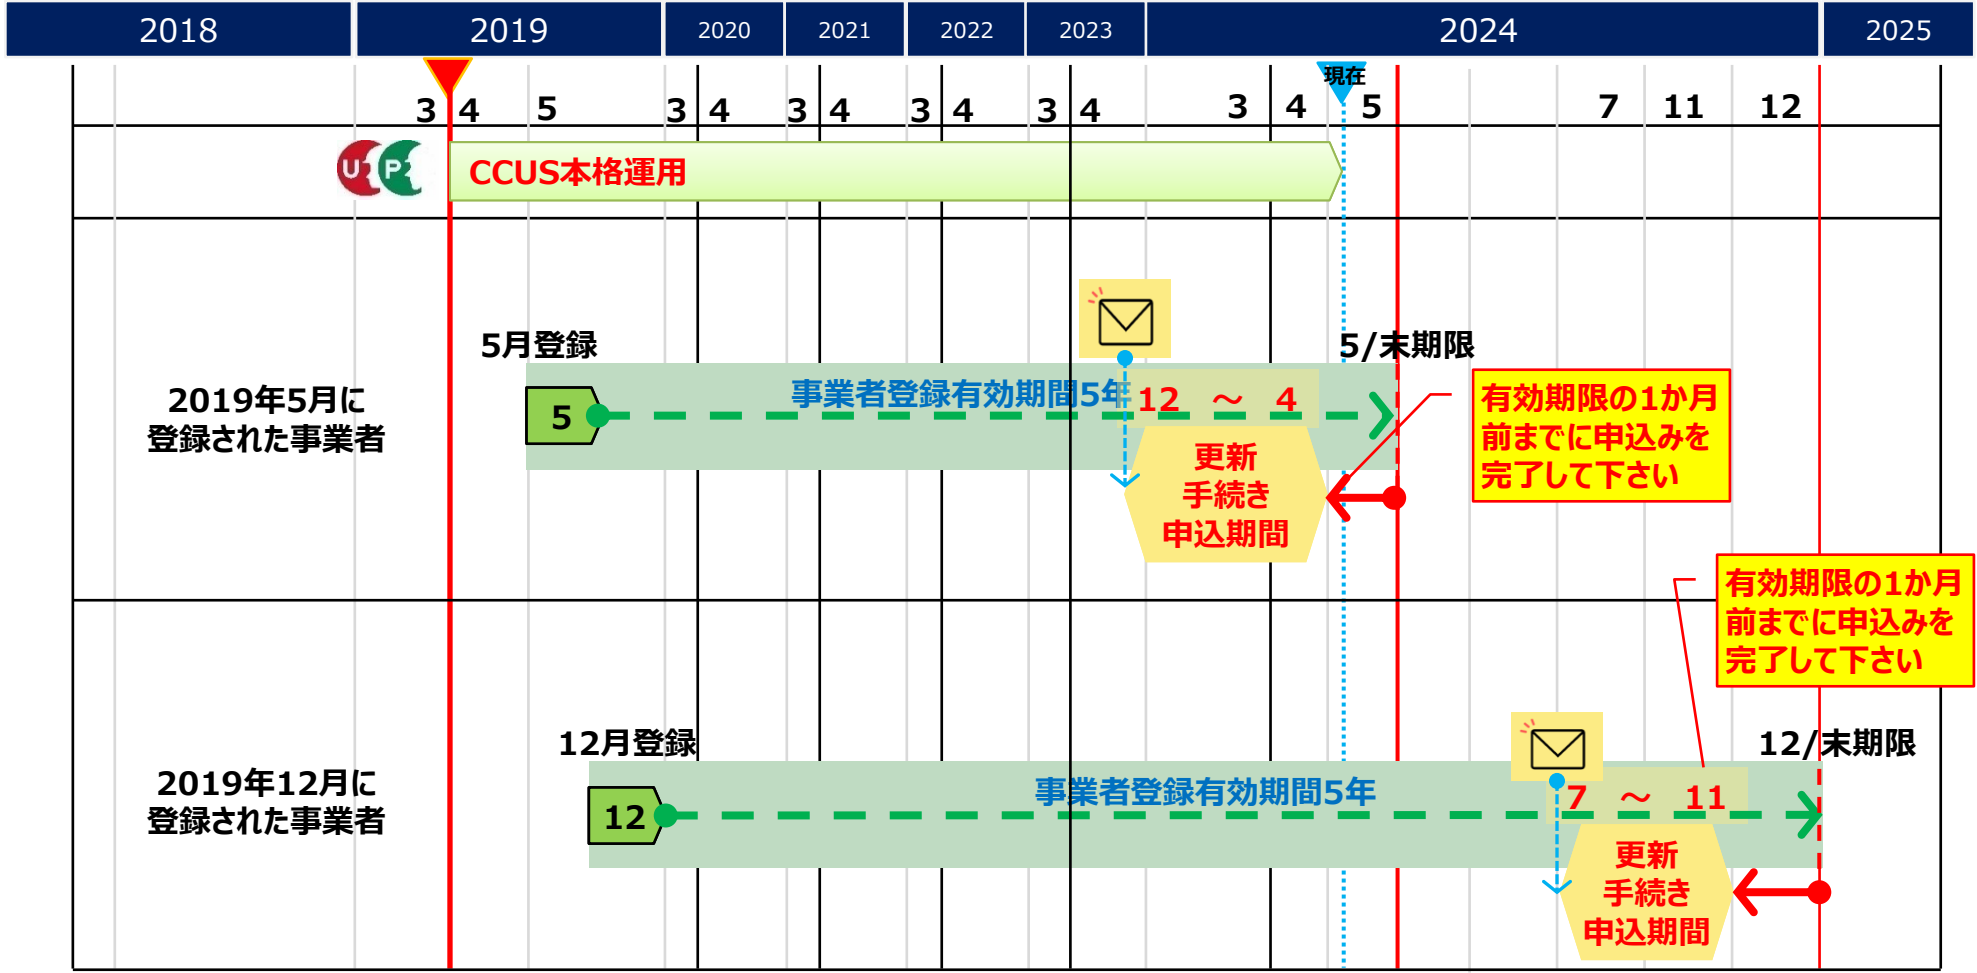 2018 2019 2020 2021 2022 2023 2024 2025
現在
3 4 5 3 4 3 4 3 4 3 4 3 4 5 7 11 12
U P
CCUS本格運用
2019年5月に
登録された事業者
5月登録
5
事業者登録有効期間5年
12 ～ 4
更新
手続き
申込期間
5/末期限
有効期限の1か月
前までに申込みを
完了して下さい
2019年12月に
登録された事業者
12月登録
12
事業者登録有効期間5年
7 ～ 11
更新
手続き
申込期間
12/末期限
有効期限の1か月
前までに申込みを
完了して下さい